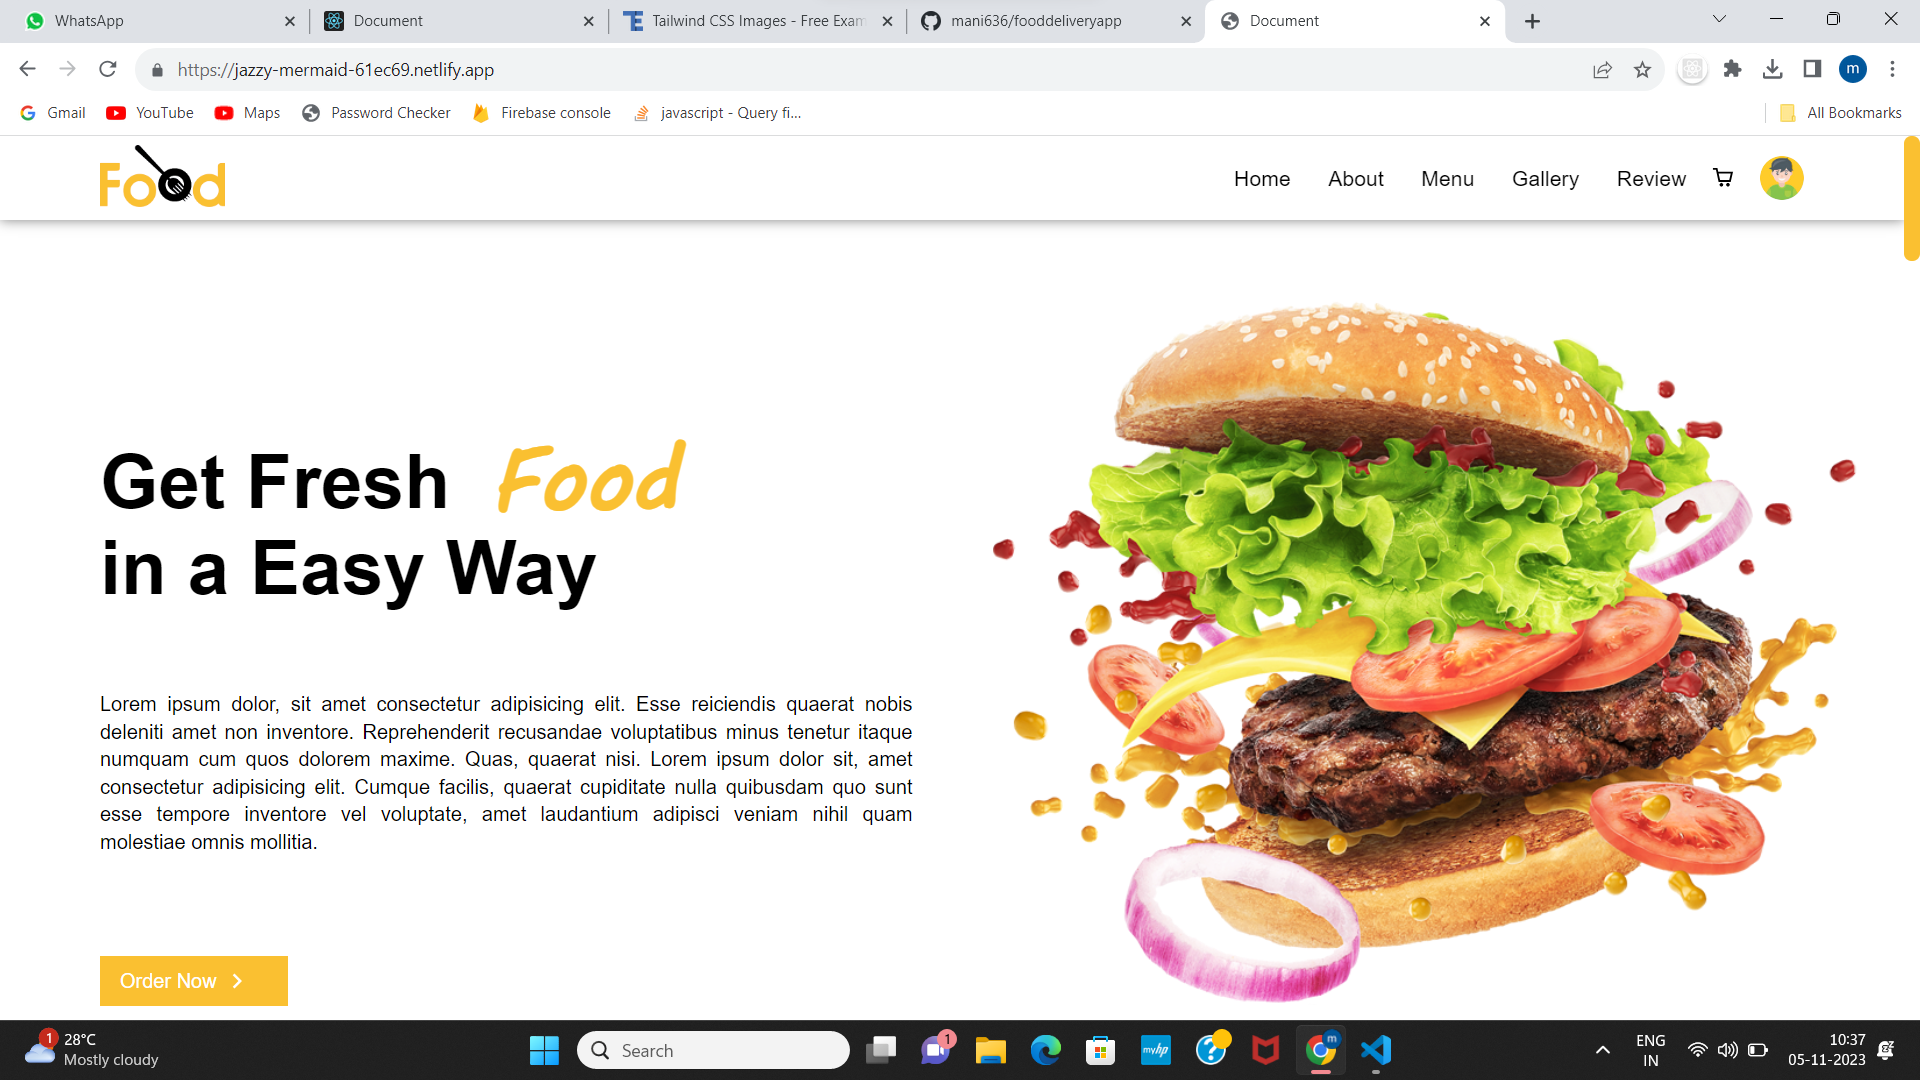 WhatsApp
Document
Tailwind CSS Images - Free Exam
mani636/fooddeliveryapp
Document
https://jazzy-mermaid-61ec69.netlify.app
m
Gmail
YouTube
Maps
Password Checker
Firebase console
javascript - Query fi...
All Bookmarks
Food
Home
About
Menu
Gallery
Review
Get Fresh Food
in a Easy Way
Lorem ipsum dolor, sit amet consectetur adipisicing elit. Esse reiciendis quaerat nobis
deleniti amet non inventore. Reprehenderit recusandae voluptatibus minus tenetur itaque
numquam cum quos dolorem maxime. Quas, quaerat nisi. Lorem ipsum dolor sit, amet
consectetur adipisicing elit. Cumque facilis, quaerat cupiditate nulla quibusdam quo sunt
esse tempore inventore vel voluptate, amet laudantium adipisci veniam nihil quam
molestiae omnis mollitia.
Order Now
1
28°C
Mostly cloudy
Search
1
myhp
?
m
ENG
IN
10:37
05-11-2023